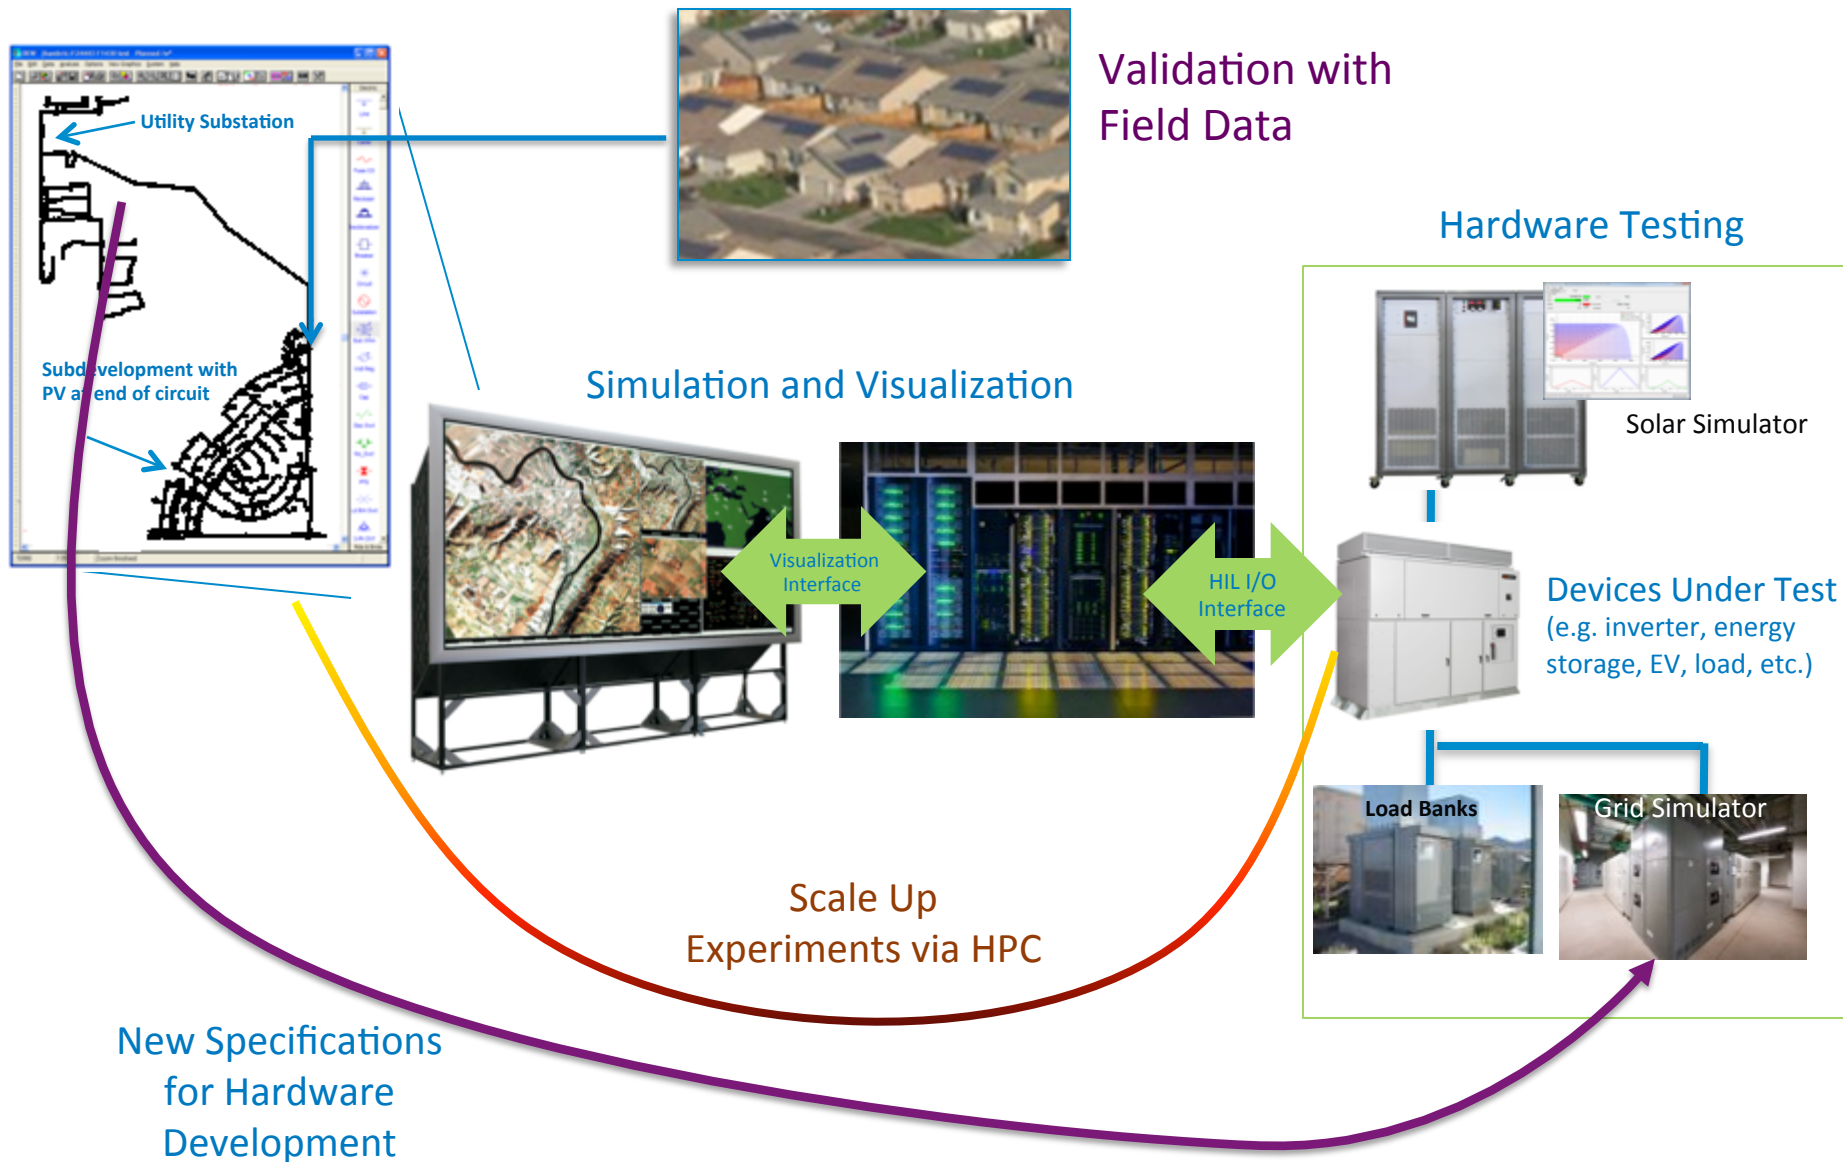 Validation with
Field Data
Utility Substation
Subdevelopment with
PV at end of circuit
Hardware Testing
Simulation and Visualization
Solar Simulator
Visualization
Interface
HIL I/O
Interface
Devices Under Test
(e.g. inverter, energy
storage, EV, load, etc.)
Load Banks
Grid Simulator
Scale Up
Experiments via HPC
New Specifications
for Hardware
Development